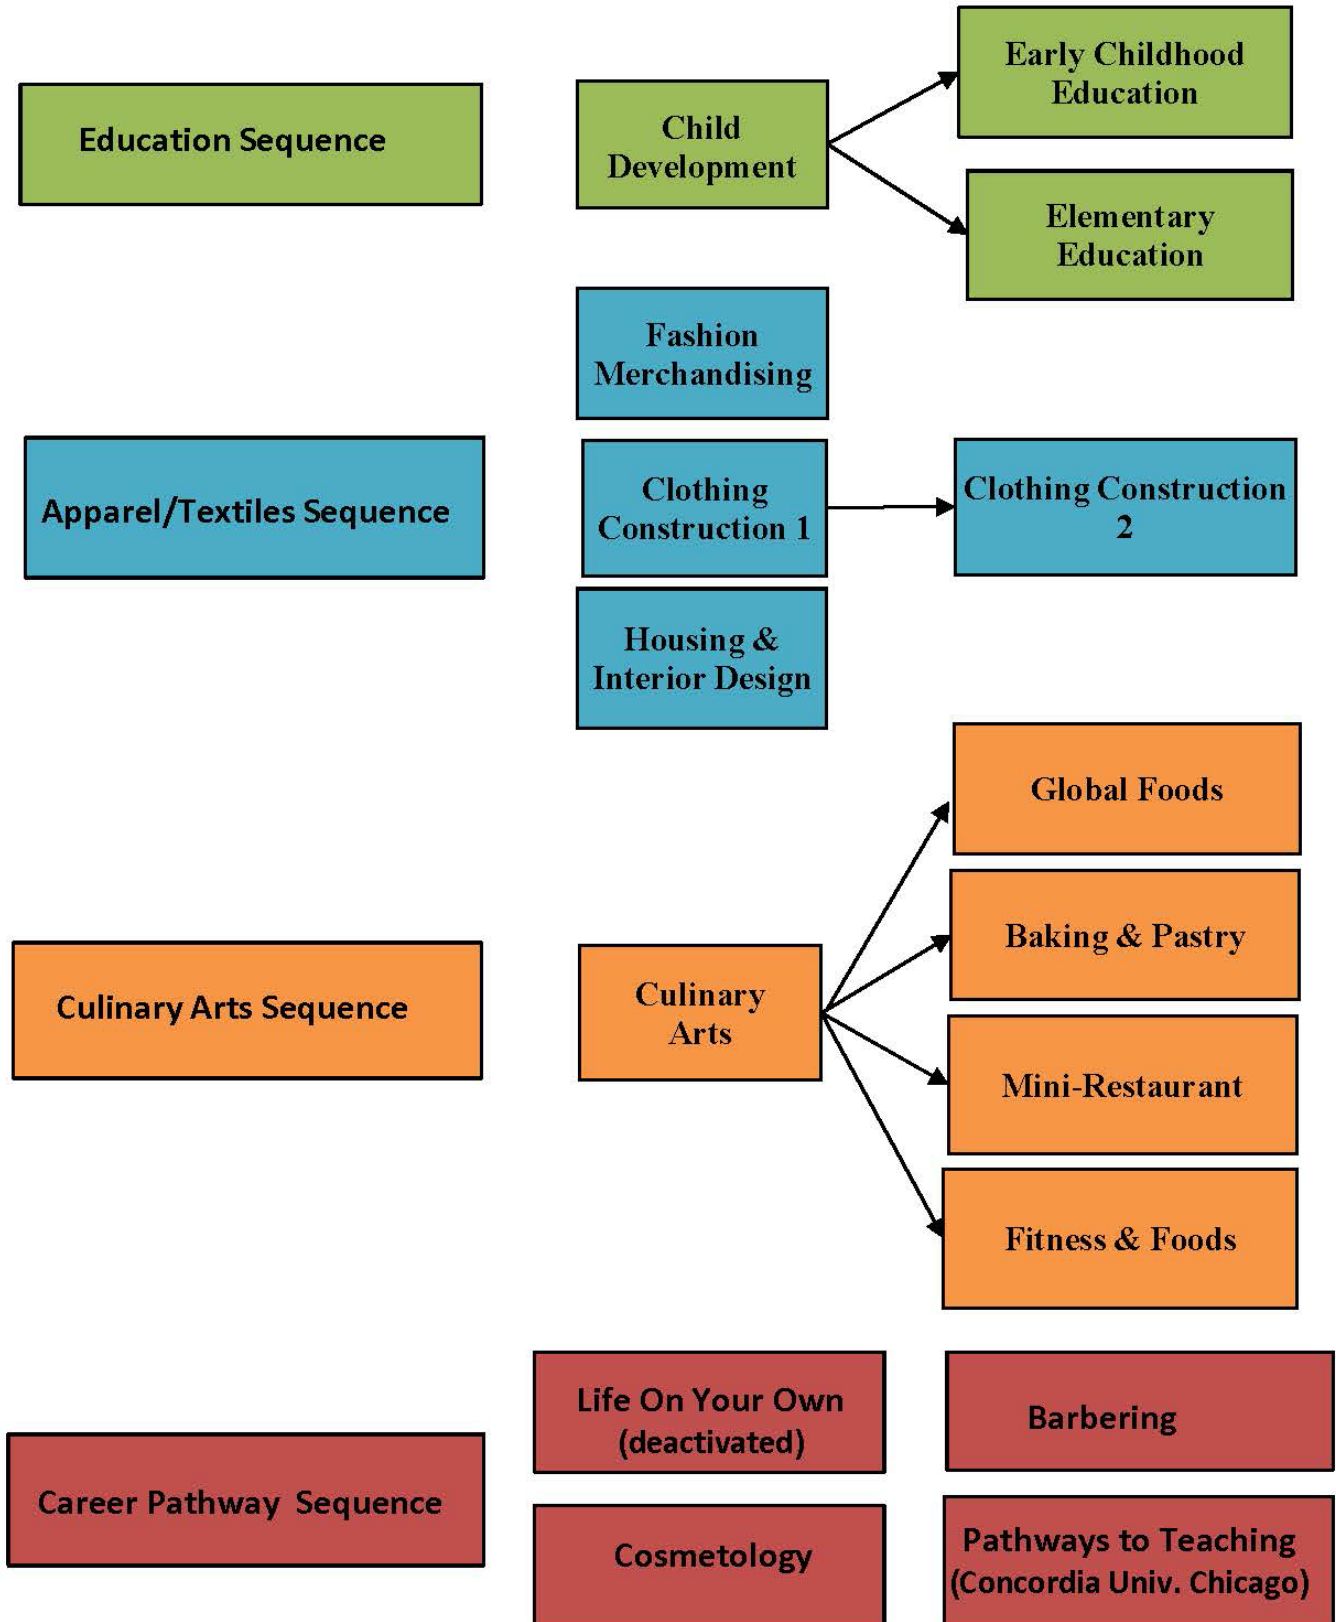 Education Sequence
Child
Development
Early Childhood
Education
Elementary
Education
Fashion
Merchandising
Apparel/Textiles Sequence
Clothing
Construction 1
Clothing Construction
2
Housing &
Interior Design
Culinary Arts Sequence
Culinary
Arts
Global Foods
Baking & Pastry
Mini-Restaurant
Fitness & Foods
Career Pathway  Sequence
Life On Your Own
(deactivated)
Barbering
Cosmetology
Pathways to Teaching
(Concordia Univ. Chicago)